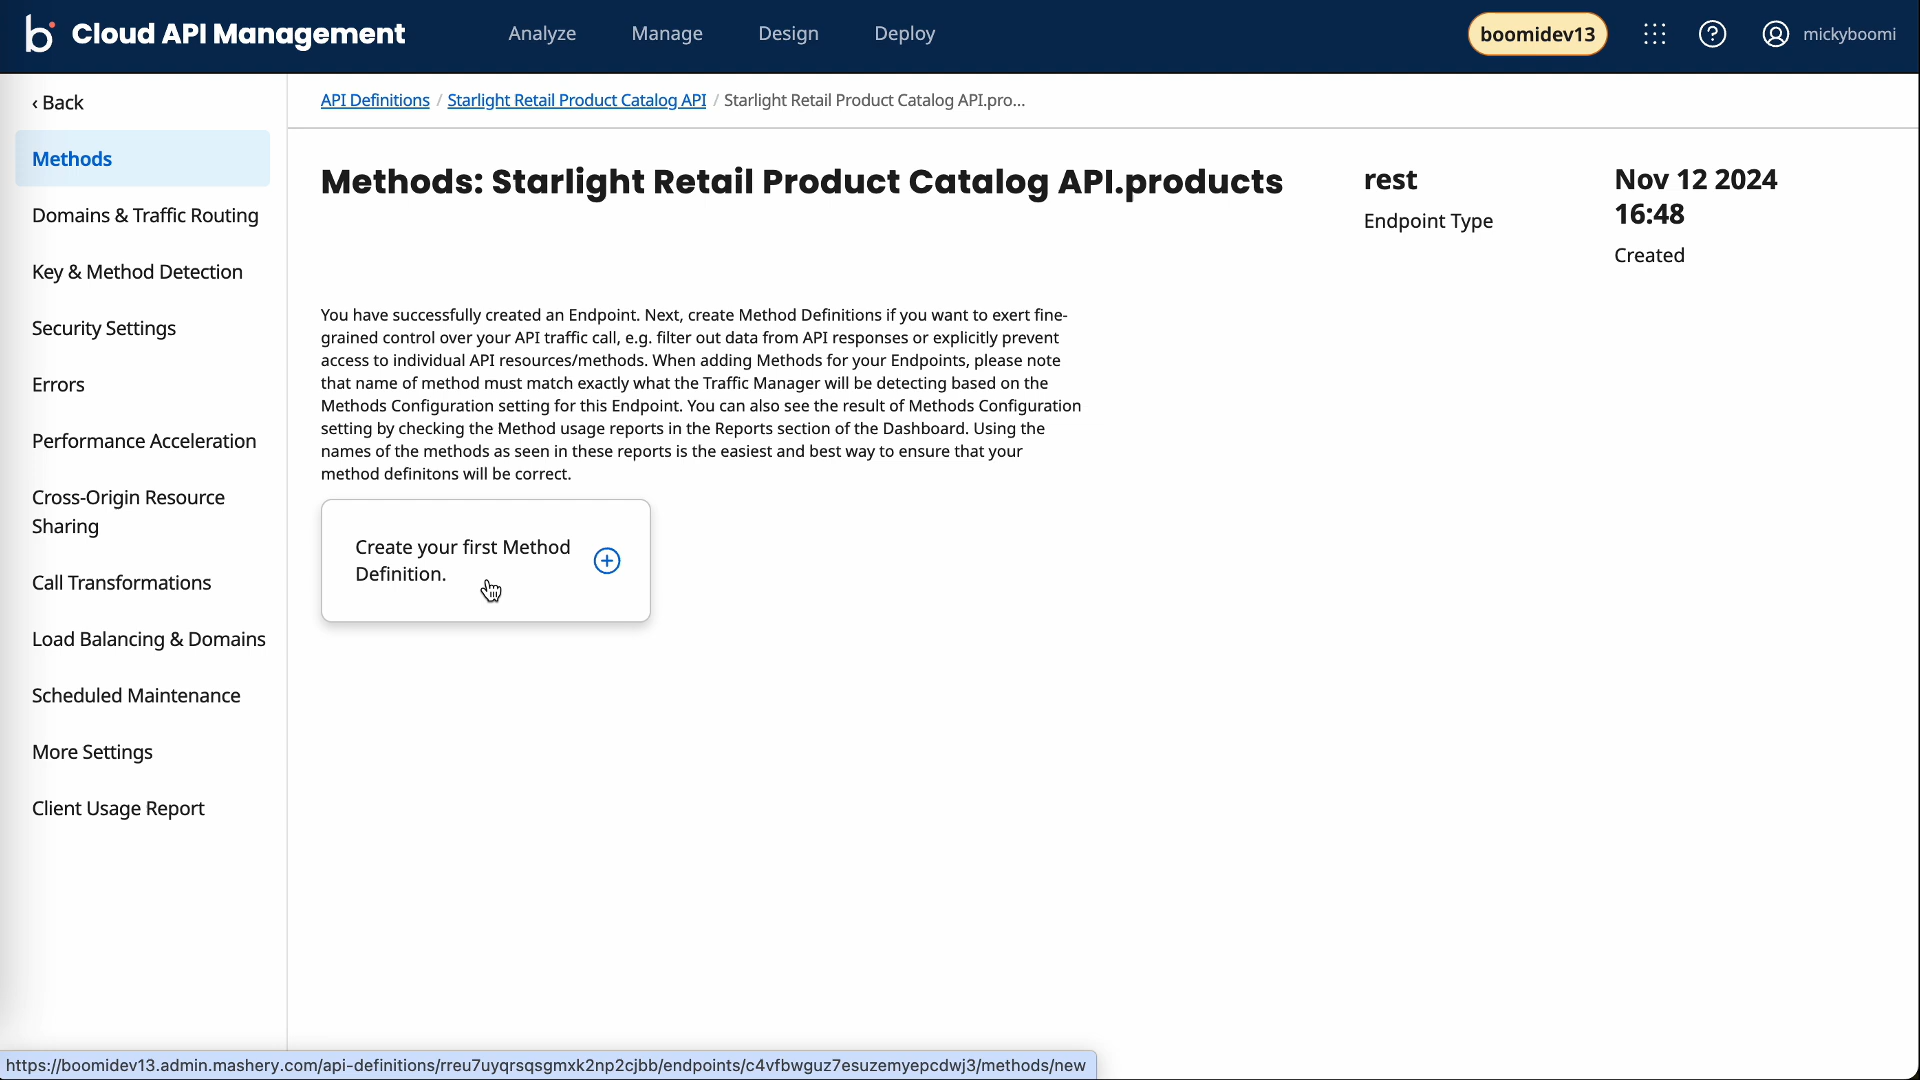 b Cloud API Management
Analyze
Manage
Design
Deploy
boomidev13
mickyboomi
‹ Back
Methods
Domains & Traffic Routing
Key & Method Detection
Security Settings
Errors
Performance Acceleration
Cross-Origin Resource
Sharing
Call Transformations
Load Balancing & Domains
Scheduled Maintenance
More Settings
Client Usage Report
API Definitions / Starlight Retail Product Catalog API / Starlight Retail Product Catalog API.pro...
Methods: Starlight Retail Product Catalog API.products
rest
Endpoint Type
Nov 12 2024
16:48
Created
You have successfully created an Endpoint. Next, create Method Definitions if you want to exert fine-
grained control over your API traffic call, e.g. filter out data from API responses or explicitly prevent
access to individual API resources/methods. When adding Methods for your Endpoints, please note
that name of method must match exactly what the Traffic Manager will be detecting based on the
Methods Configuration setting for this Endpoint. You can also see the result of Methods Configuration
setting by checking the Method usage reports in the Reports section of the Dashboard. Using the
names of the methods as seen in these reports is the easiest and best way to ensure that your
method definitons will be correct.
Create your first Method
Definition.
https://boomidev13.admin.mashery.com/api-definitions/rreu7uyqrsqsgmxk2np2cjbb/endpoints/c4vfbwguz7esuzemyepcdwj3/methods/new